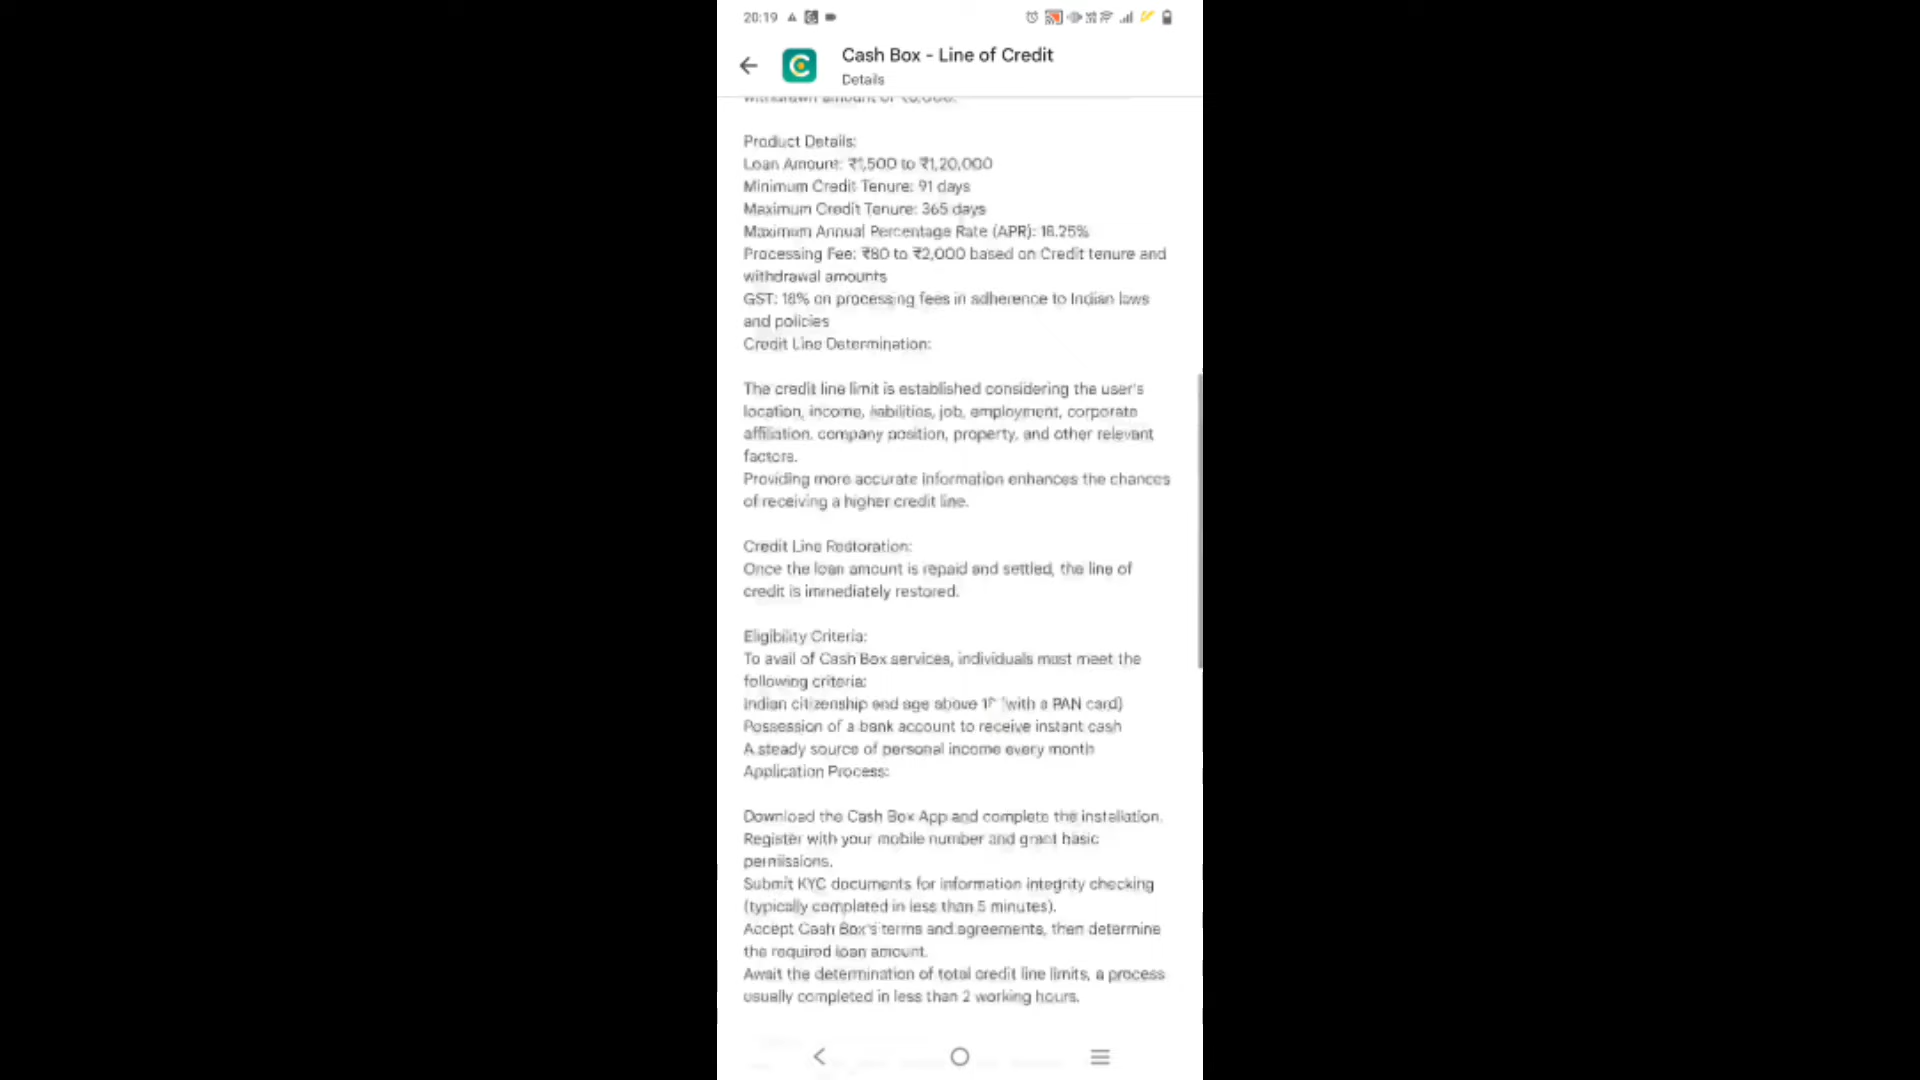 20:19
Cash Box - Line of Credit
Details
withdrawn amount of
Product Details:
Loan Amount: ₹1,500 to ₹1,20,000
Minimum Credit Tenure: 91 days
Maximum Credit Tenure: 365 days
Maximum Annual Percentage Rate (APR): 18.25%
Processing Fee: ₹80 to ₹2,000 based on Credit tenure and
withdrawal amounts
GST: 18% on processing fees in adherence to Indian laws
and policies
Credit Line Determination:
The credit line limit is established considering the user's
location, income, liabilities, job, employment, corporate
affiliation, company position, property, and other relevant
factors.
Providing more accurate information enhances the chances
of receiving a higher credit line.
Credit Line Restoration:
Once the loan amount is repaid and settled, the line of
credit is immediately restored.
Eligibility Criteria:
To avail of Cash Box services, individuals must meet the
following criteria:
Indian citizenship and age above (with a PAN card)
Possession of a bank account to receive instant cash
A steady source of personal income every month
Application Process:
Download the Cash Box App and complete the installation.
Register with your mobile number and grant basic
permissions.
Submit KYC documents for information integrity checking
(typically completed in less than 5 minutes).
Accept Cash Box's terms and agreements, then determine
the required loan amount.
Await the determination of total credit line limits, a process
usually completed in less than 2 working hours.